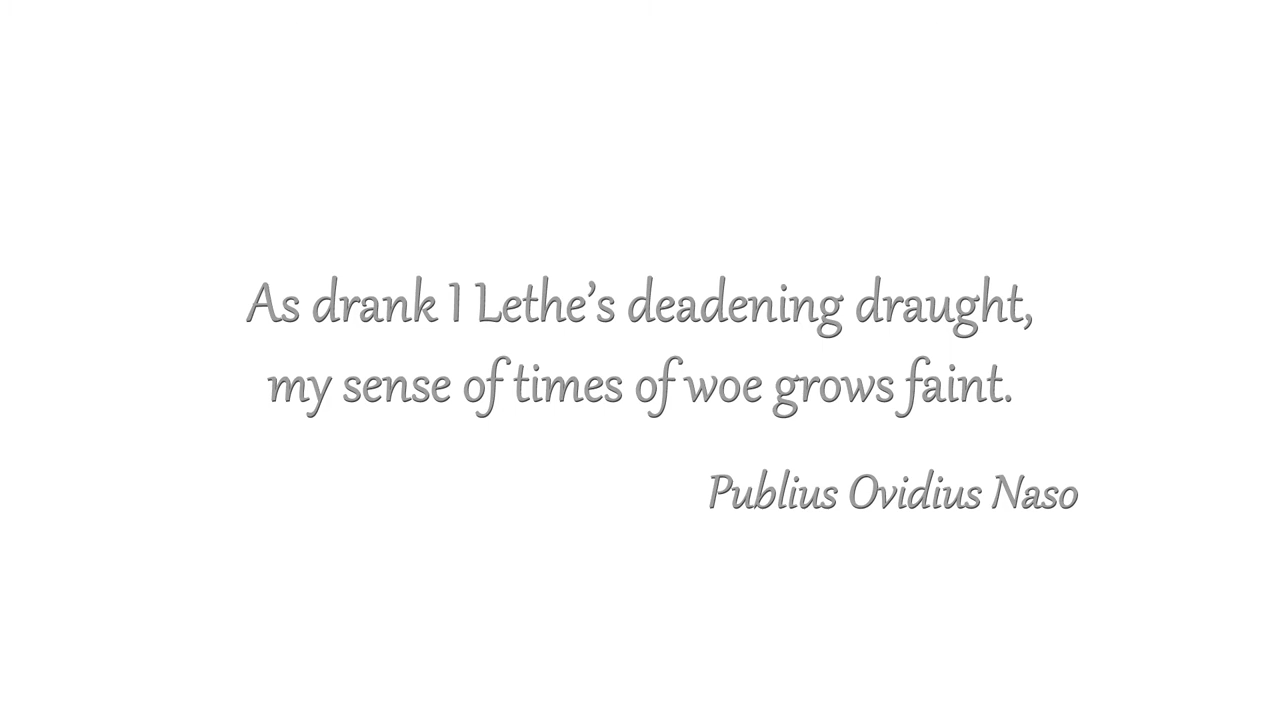 As drank I Lethe’s deadening draught,
my sense of times of woe grows faint.
Publius Ovidius Naso